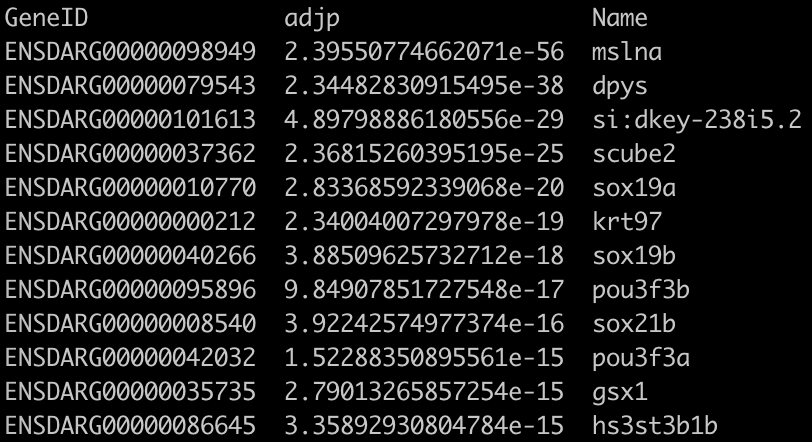 GeneID adjp Name
ENSDARG00000098949 2.39550774662071e-56 mslna
ENSDARG00000079543 2.34482830915495e-38 dpys
ENSDARG00000101613 4.89798886180556e-29 si:dkey-238i5.2
ENSDARG00000037362 2.36815260395195e-25 scube2
ENSDARG00000010770 2.83368592339068e-20 sox19a
ENSDARG00000000212 2.34004007297978e-19 krt97
ENSDARG00000040266 3.88509625732712e-18 sox19b
ENSDARG00000095896 9.84907851727548e-17 pou3f3b
ENSDARG00000008540 3.92242574977374e-16 sox21b
ENSDARG00000042032 1.52288350895561e-15 pou3f3a
ENSDARG00000035735 2.79013265857254e-15 gsx1
ENSDARG00000086645 3.35892930804784e-15 hs3st3b1b